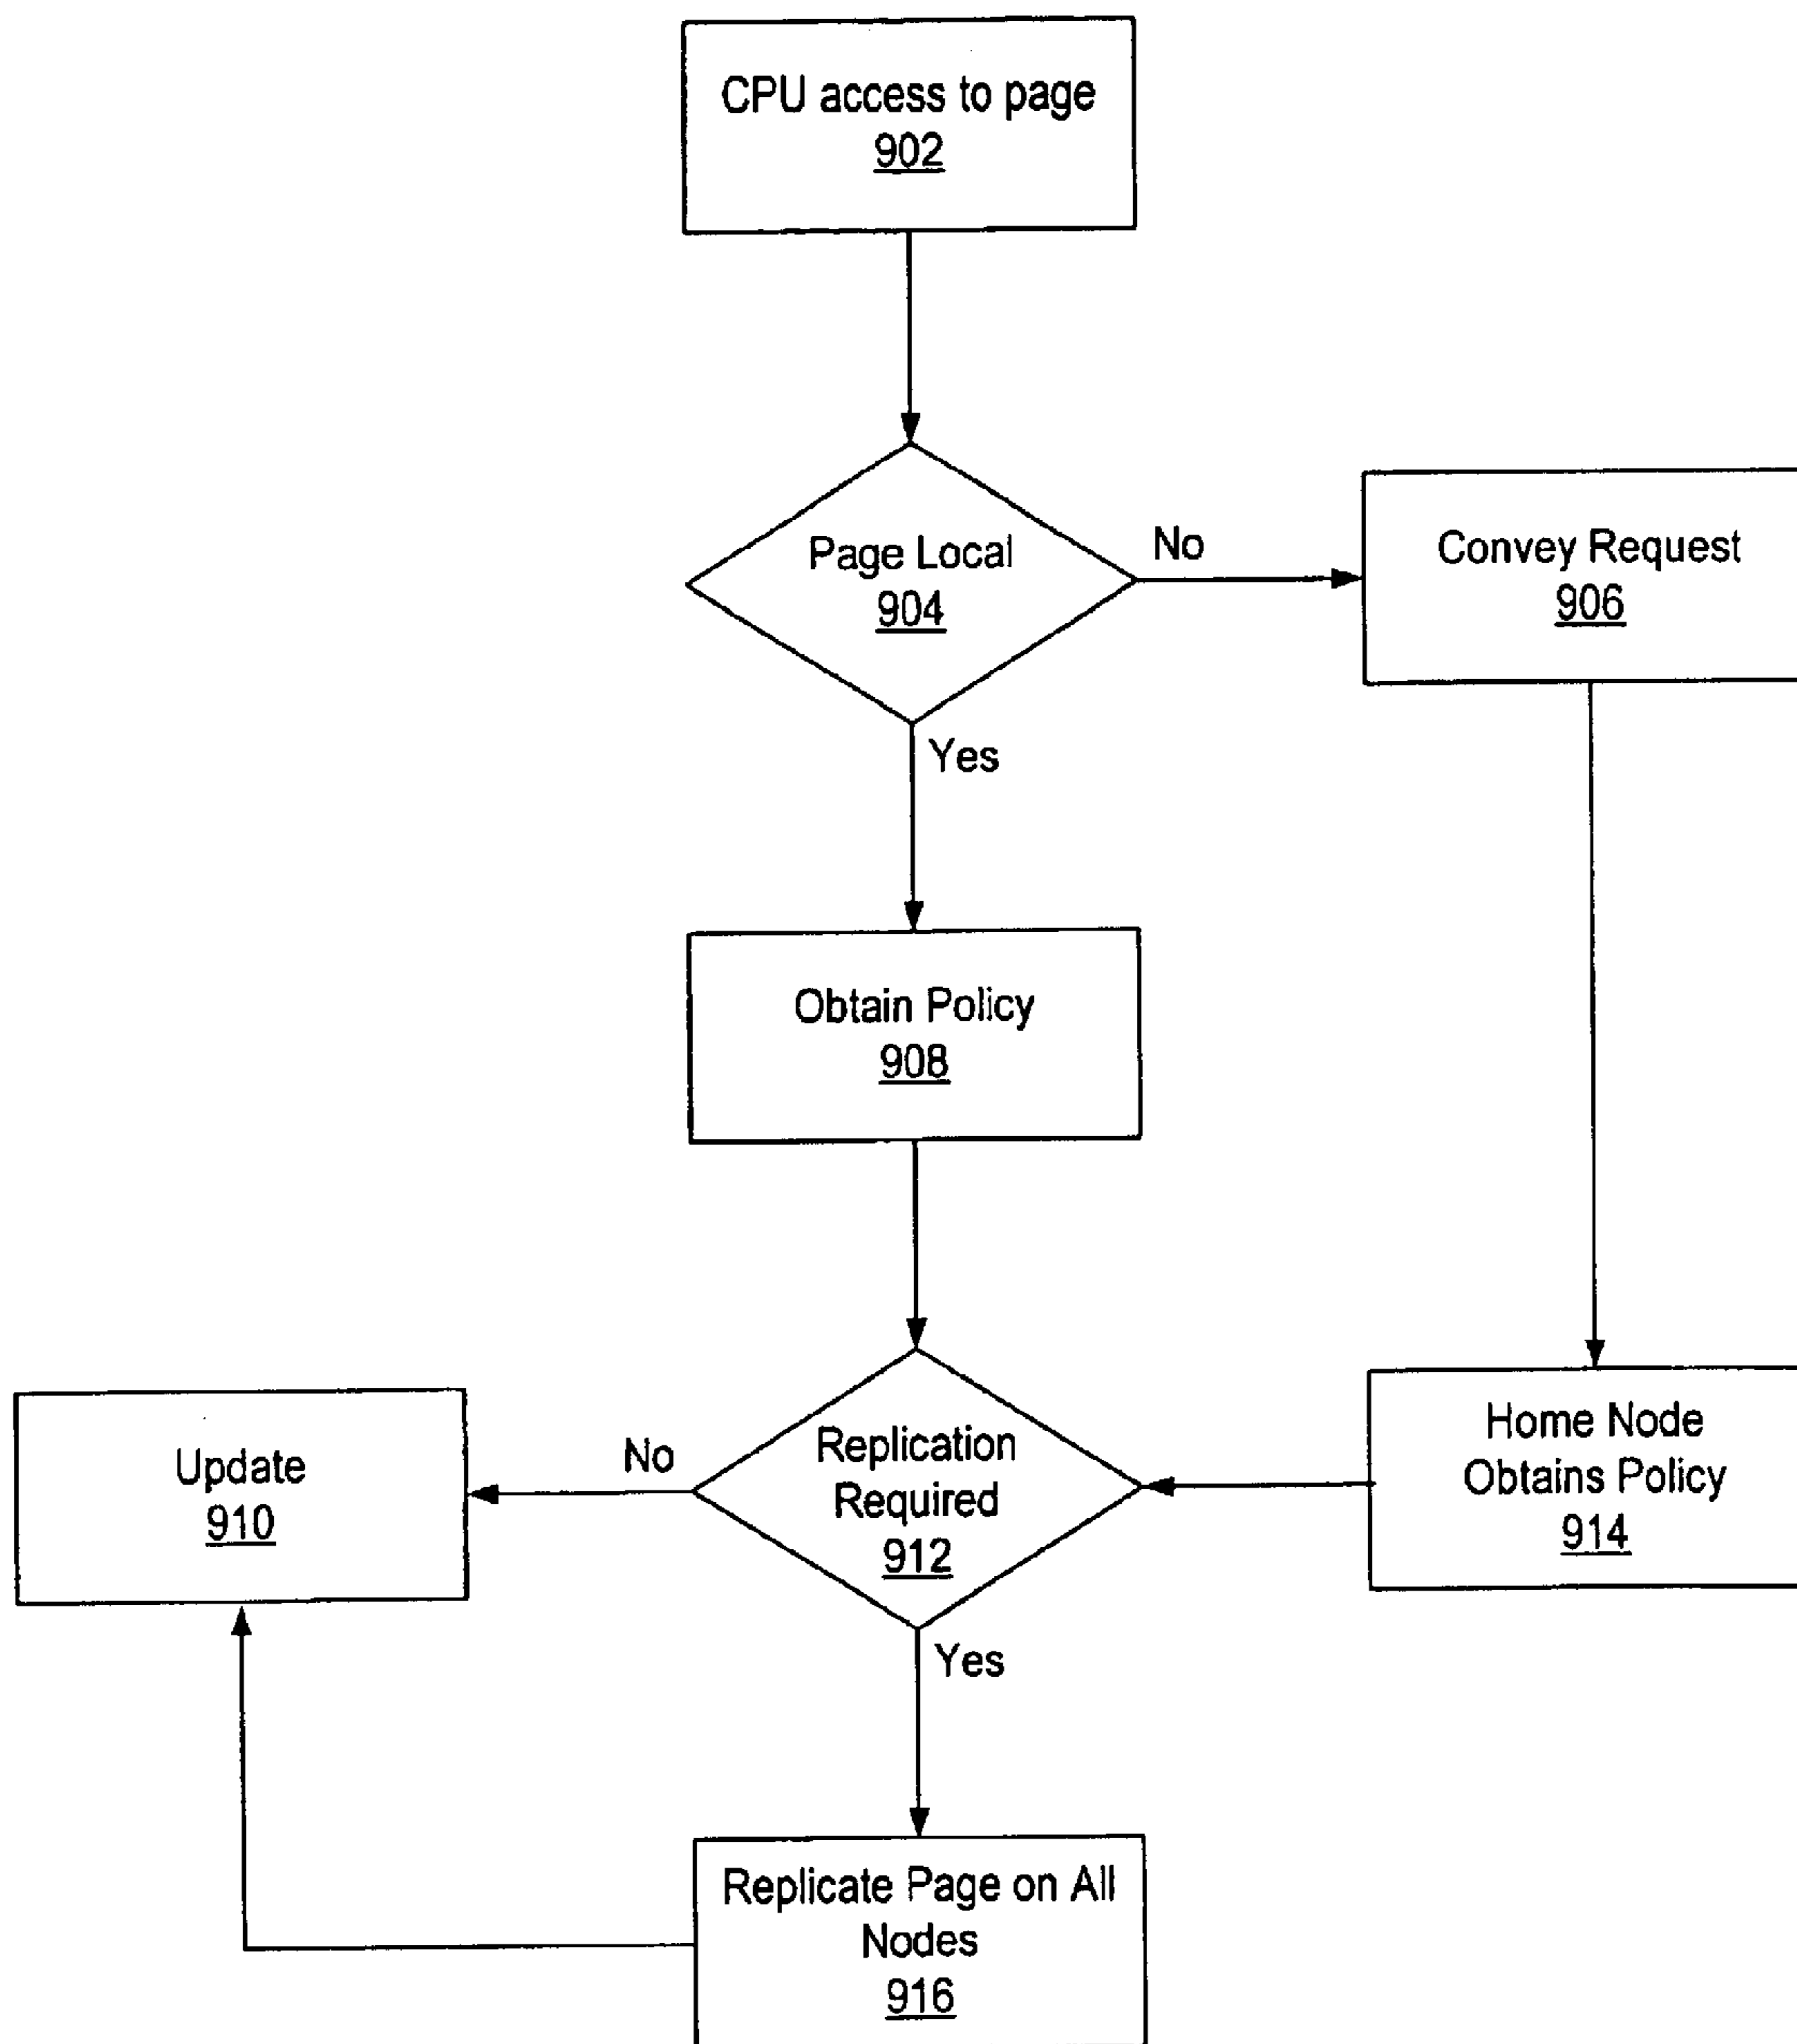 CPU access to page
902
Page Local
904
No
Convey Request
906
Yes
Obtain Policy
908
Update
910
No
Replication
Required
912
Home Node
Obtains Policy
914
Yes
Replicate Page on All
Nodes
916